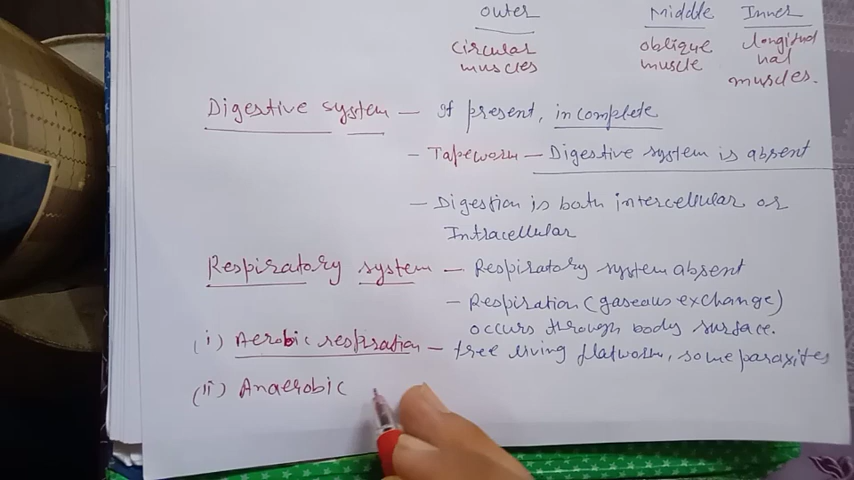 Outer Middle Inner
circular oblique longitud
muscles muscle nal
muscles.
Digestive system — If present, incomplete
- Tapeworm - Digestive system is absent
- Digestion is both intercellular or
Intracellular
Respiratory system — Respiratory system absent
- Respiration (gaseous exchange)
occurs through body surface.
(i) Aerobic respiration - free living flatworm, some parasites
(ii) Anaerobic